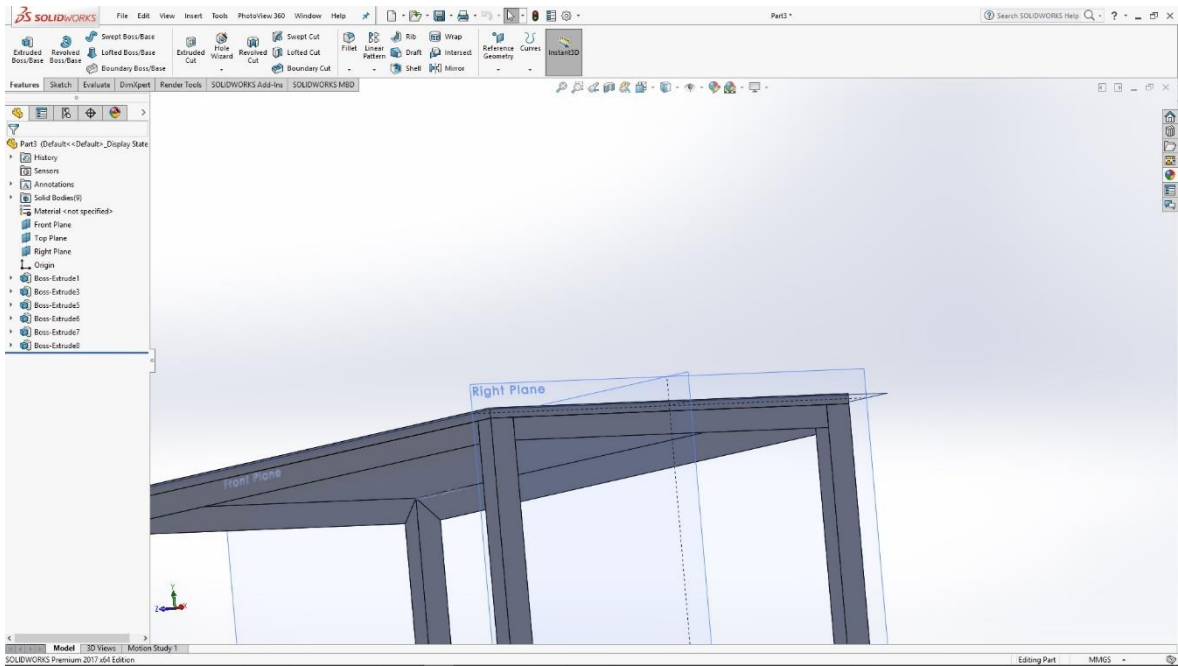 SOLIDWORKS File Edit View Insert Tools PhotoView 360 Window Help Part3 * Search SOLIDWORKS Help
Extruded Boss/Base
Revolved Boss/Base
Swept Boss/Base
Lofted Boss/Base
Boundary Boss/Base
Extruded Cut
Hole Wizard
Revolved Cut
Swept Cut
Lofted Cut
Boundary Cut
Fillet
Linear Pattern
Rib
Draft
Shell
Wrap
Intersect
Mirror
Reference Geometry
Curves
Instant3D
Features Sketch Evaluate DimXpert Render Tools SOLIDWORKS Add-Ins SOLIDWORKS MBD
Part3 (Default<<Default>_Display State
History
Sensors
Annotations
Solid Bodies(9)
Material <not specified>
Front Plane
Top Plane
Right Plane
Origin
Boss-Extrude1
Boss-Extrude3
Boss-Extrude5
Boss-Extrude6
Boss-Extrude7
Boss-Extrude8
Right Plane
Front Plane
Y
Z X
Model 3D Views Motion Study 1
SOLIDWORKS Premium 2017 x64 Edition Editing Part MMGS